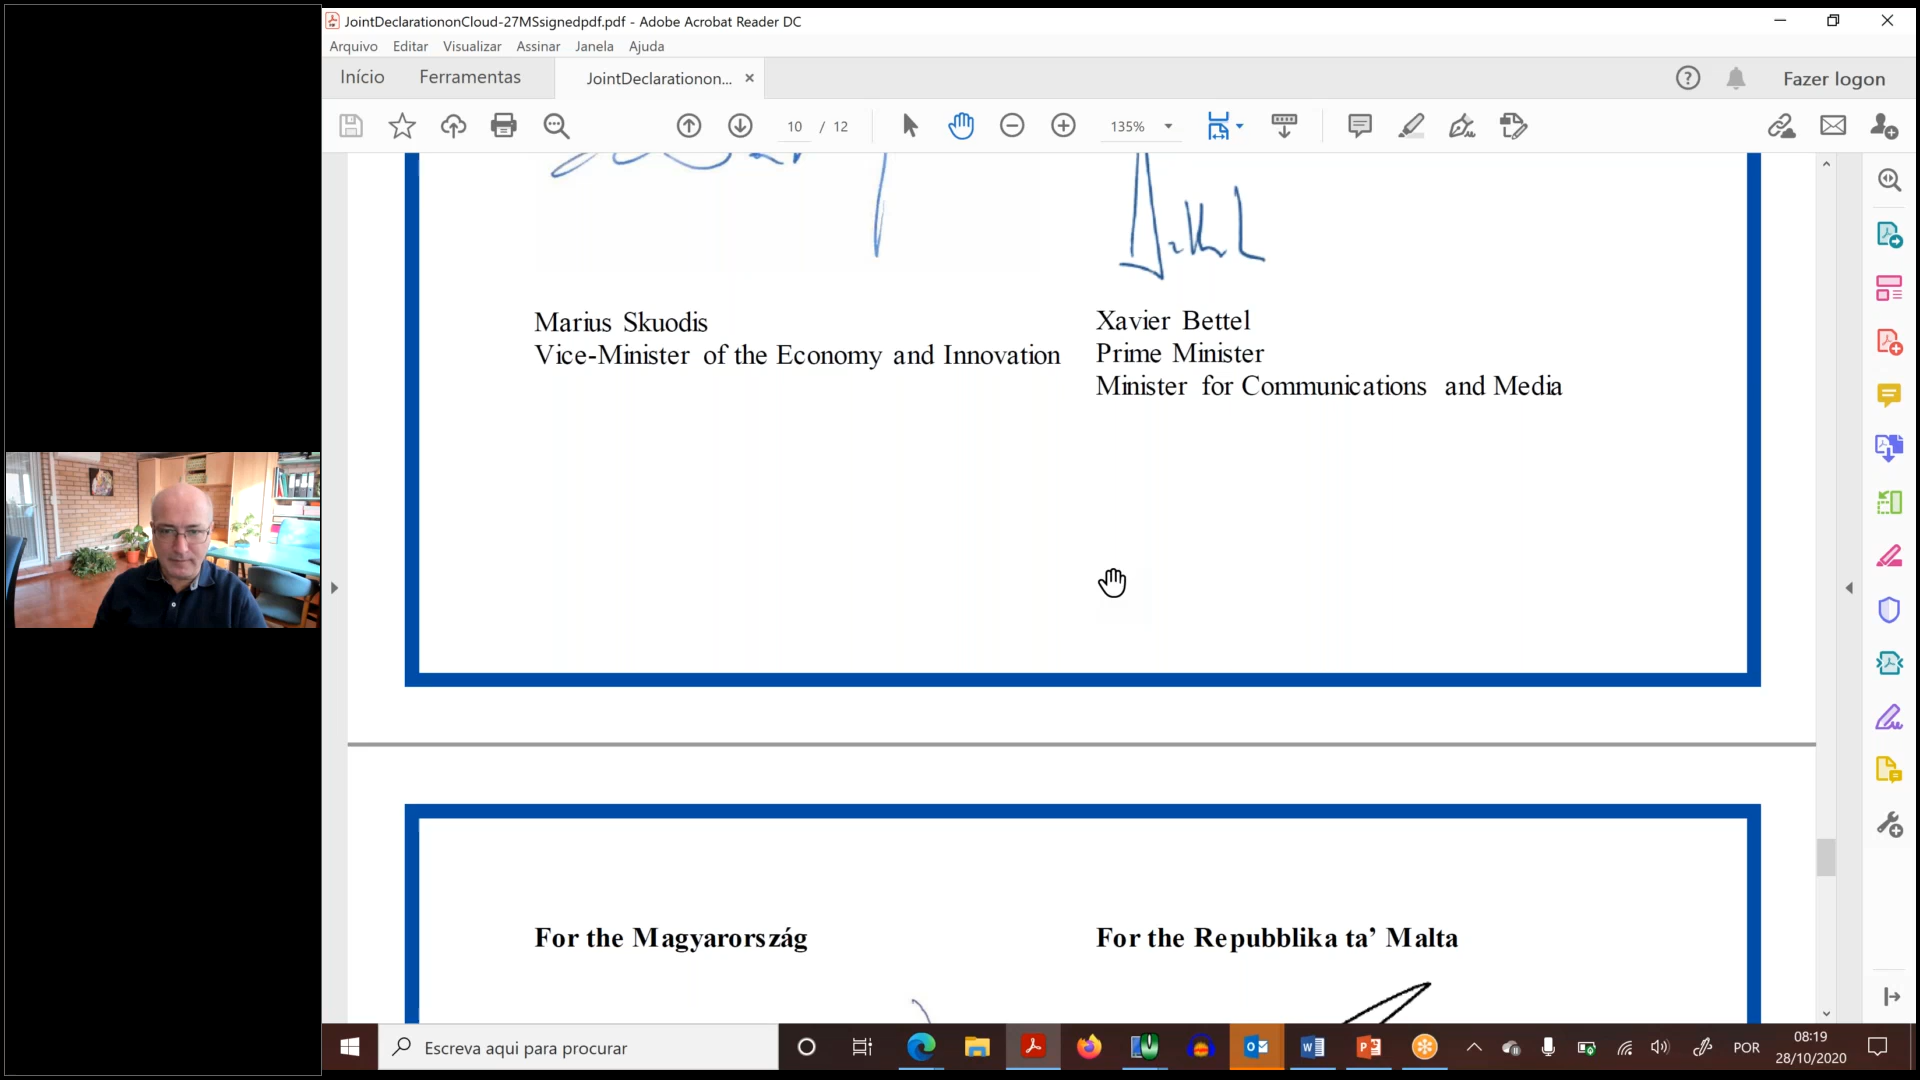 JointDeclarationonCloud-27MSsignedpdf.pdf - Adobe Acrobat Reader DC
Arquivo Editar Visualizar Assinar Janela Ajuda
Início Ferramentas JointDeclarationon... × Fazer logon
10 / 12 135%
Marius Skuodis
Vice-Minister of the Economy and Innovation
Xavier Bettel
Prime Minister
Minister for Communications and Media
For the Magyarország
For the Repubblika ta’ Malta
Escreva aqui para procurar
POR
08:19
28/10/2020